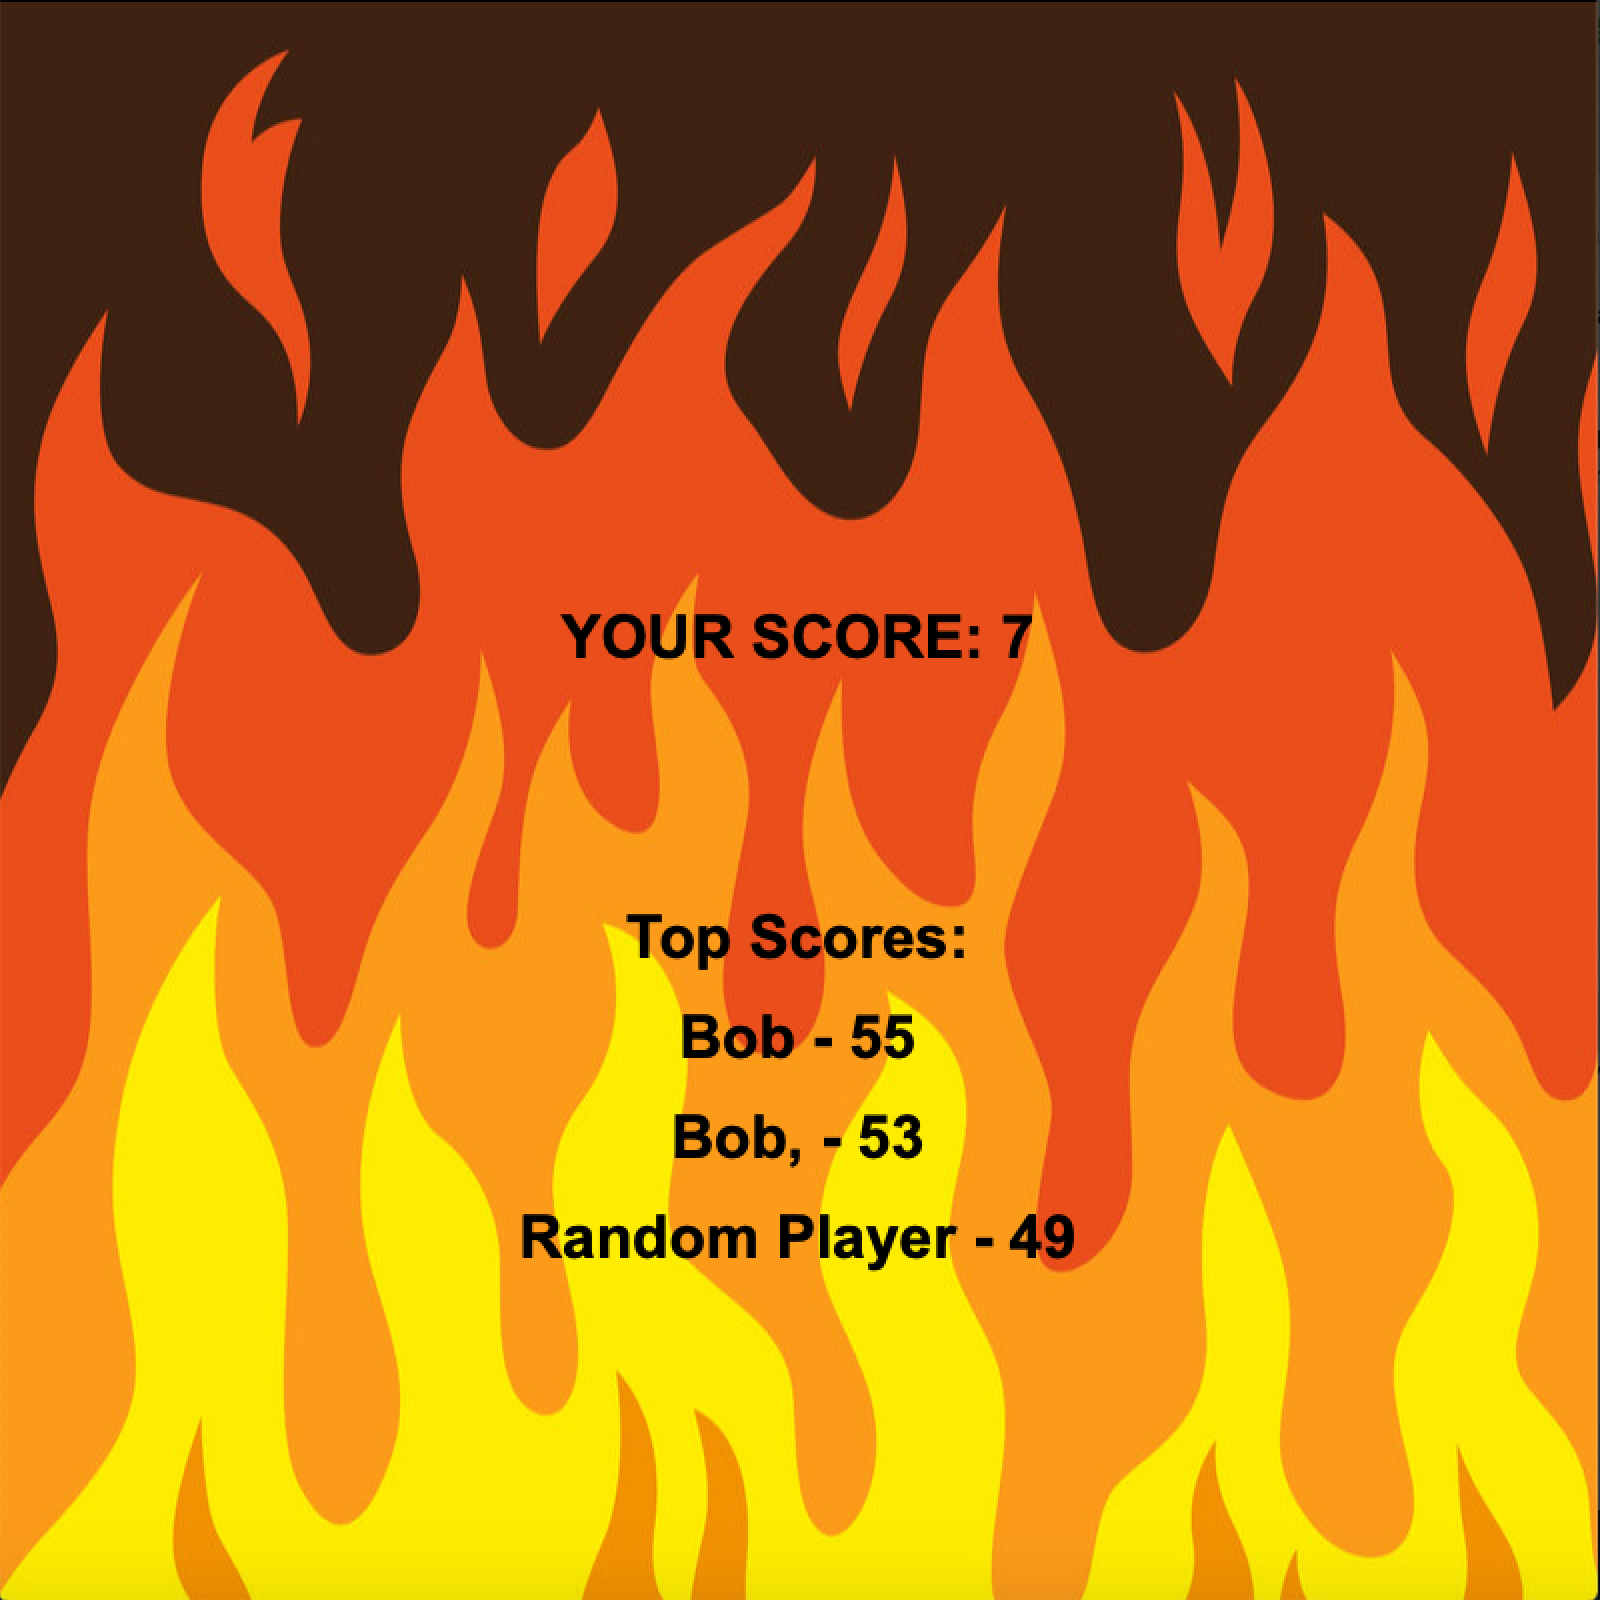 YOUR SCORE: 7
Top Scores:
Bob - 55
Bob, - 53
Random Player - 49